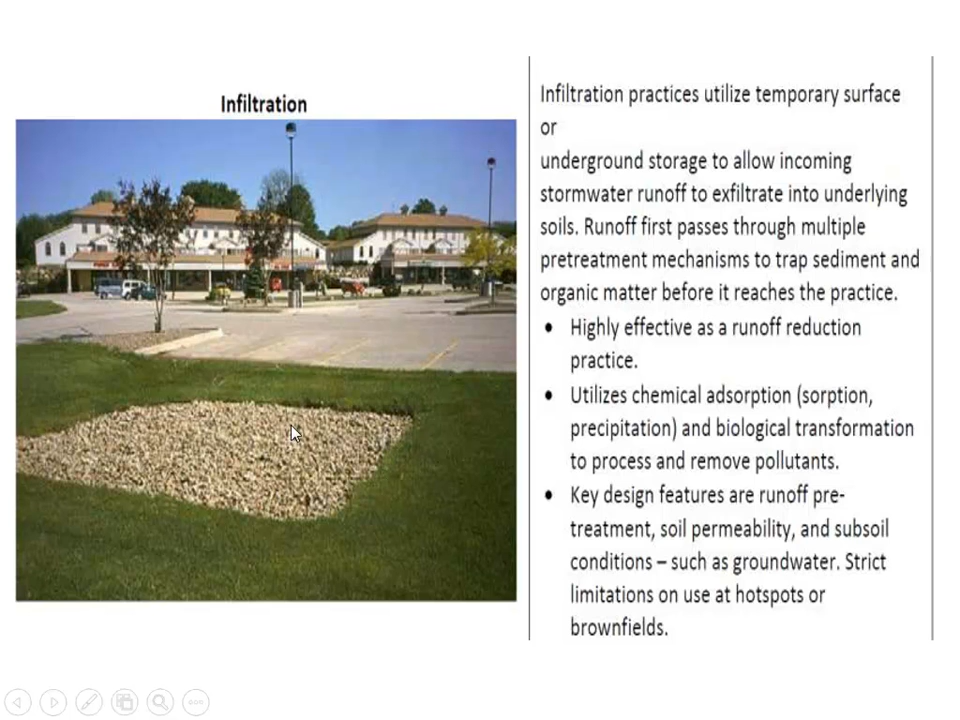 Infiltration
Infiltration practices utilize temporary surface
or
underground storage to allow incoming
stormwater runoff to exfiltrate into underlying
soils. Runoff first passes through multiple
pretreatment mechanisms to trap sediment and
organic matter before it reaches the practice.
• Highly effective as a runoff reduction
practice.
• Utilizes chemical adsorption (sorption,
precipitation) and biological transformation
to process and remove pollutants.
• Key design features are runoff pre-
treatment, soil permeability, and subsoil
conditions – such as groundwater. Strict
limitations on use at hotspots or
brownfields.